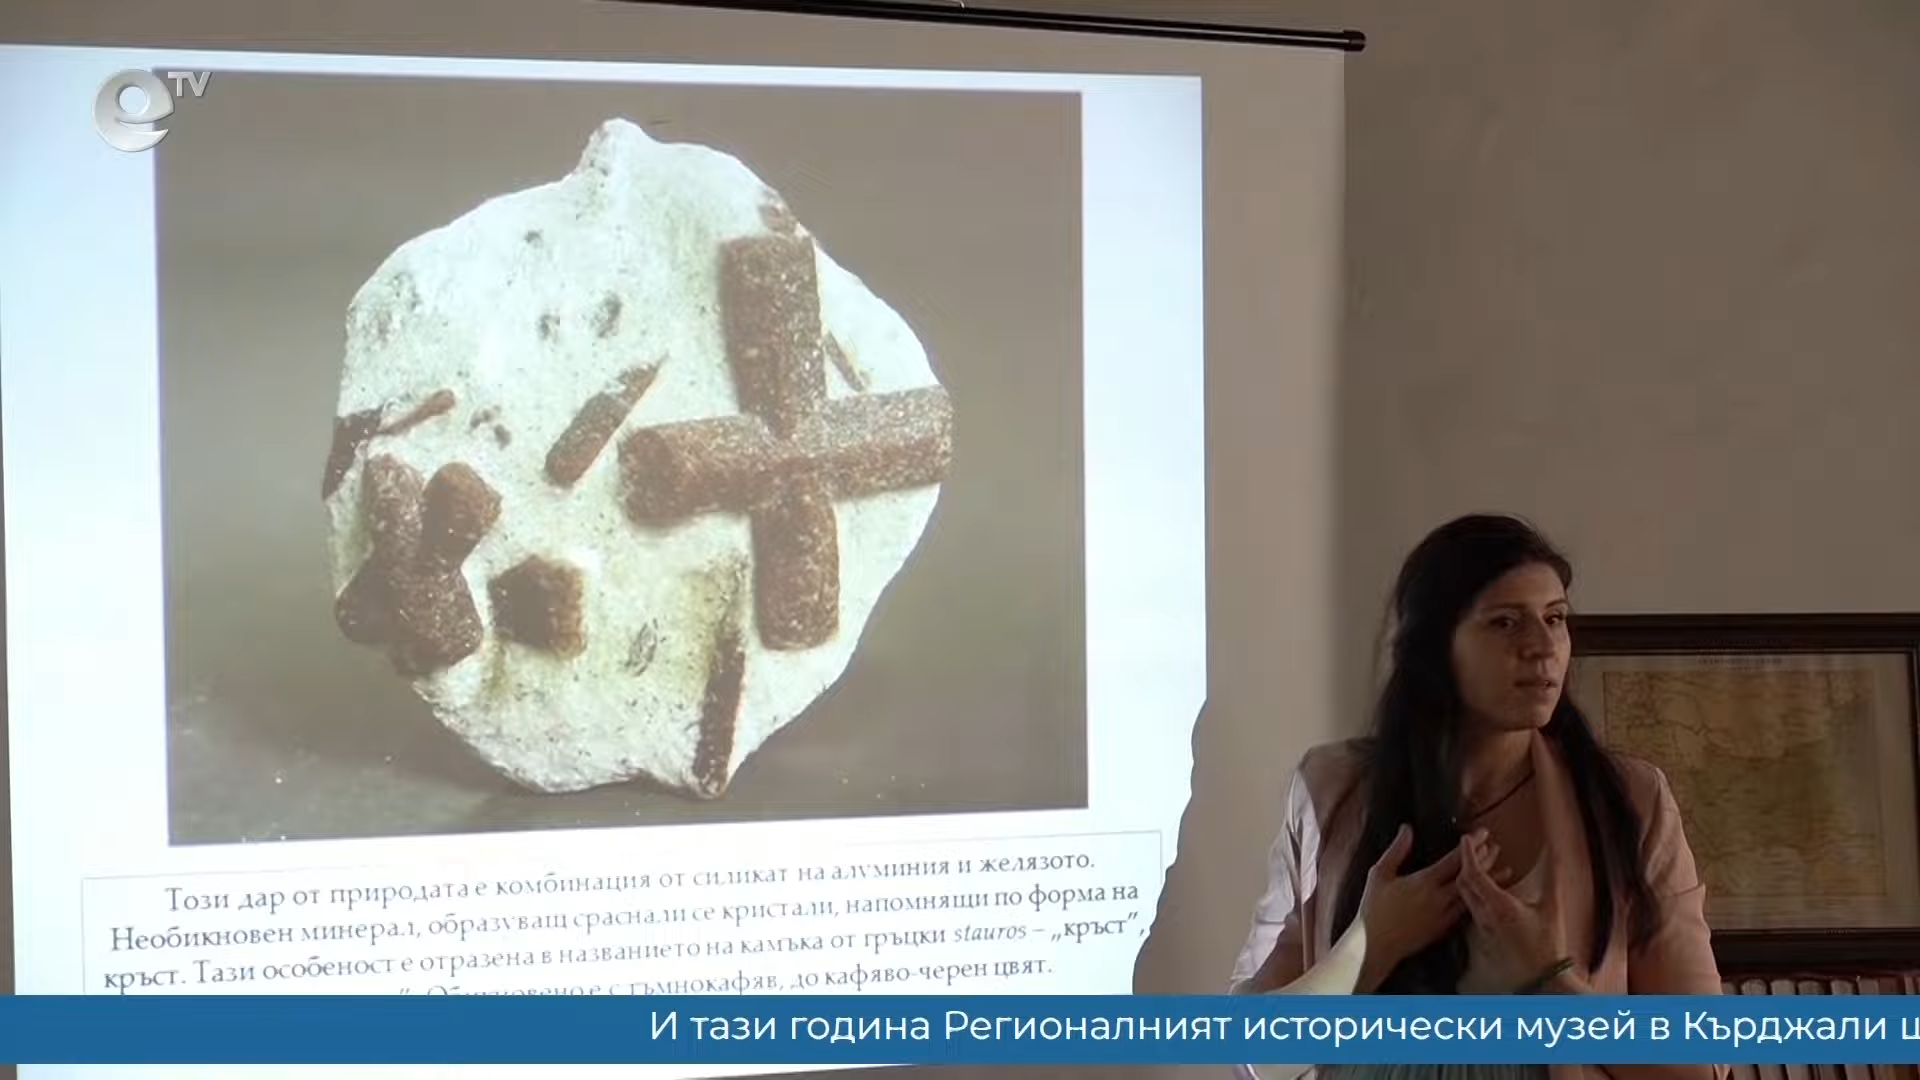 e TV
Този дар от природата е комбинация от силикат на алуминия и желязото.
Необикновен минерал, образуващ сраснали се кристали, напомнящи по форма на
кръст. Тази особеност е отразена в названието на камъка от гръцки stauros – „кръст”,
с тъмнокафяв, до кафяво-черен цвят.
И тази година Регионалният исторически музей в Кърджали